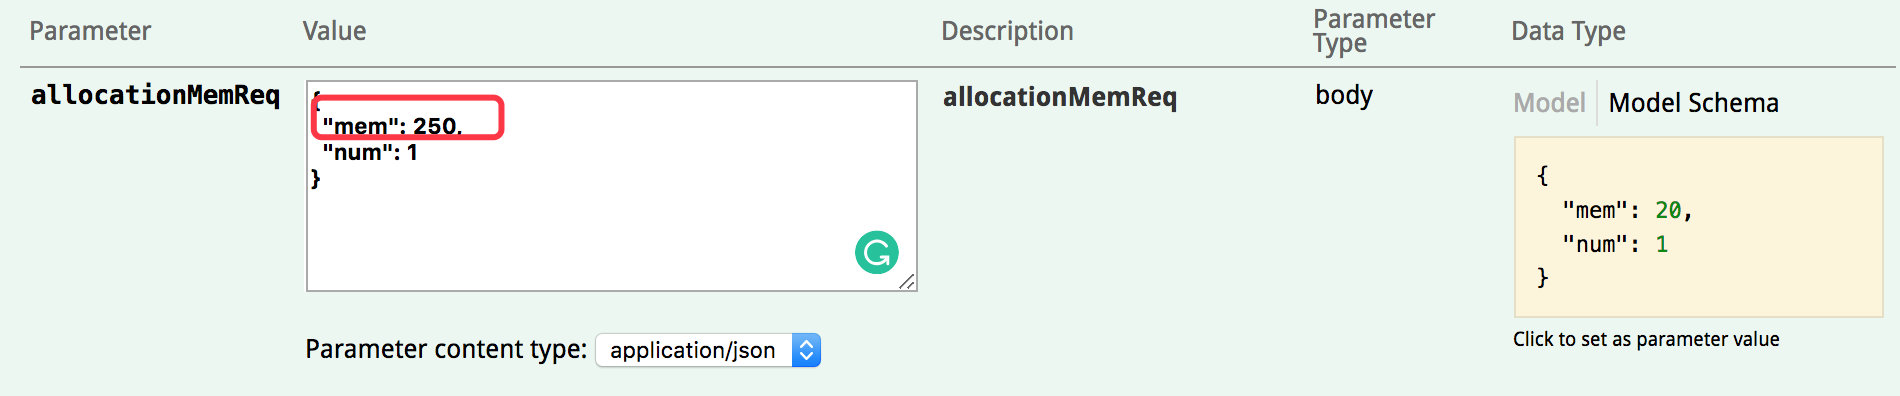 Parameter Value Description Parameter Type Data Type
allocationMemReq
{
"mem": 250,
"num": 1
}
allocationMemReq
body
Model Model Schema
{
"mem": 20,
"num": 1
}
Click to set as parameter value
Parameter content type: application/json